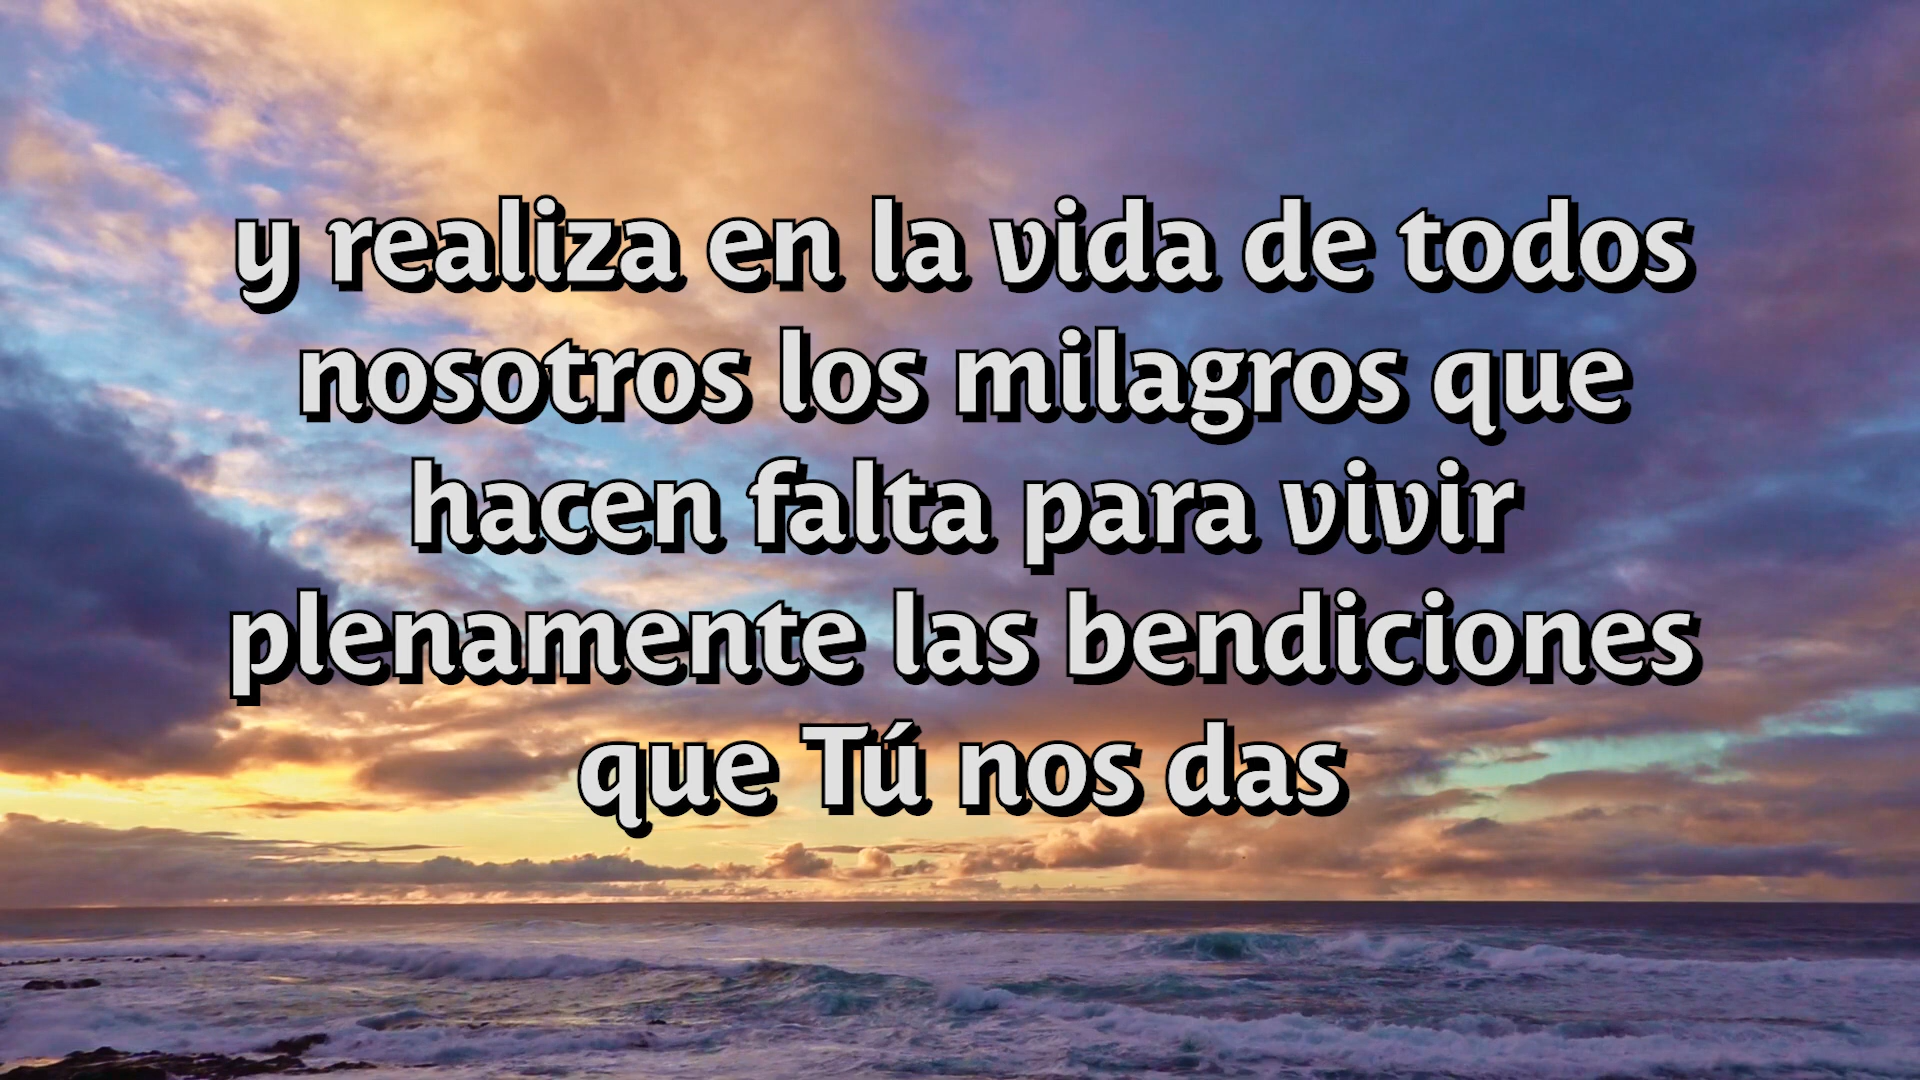 y realiza en la vida de todos
nosotros los milagros que
hacen falta para vivir
plenamente las bendiciones
que Tú nos das